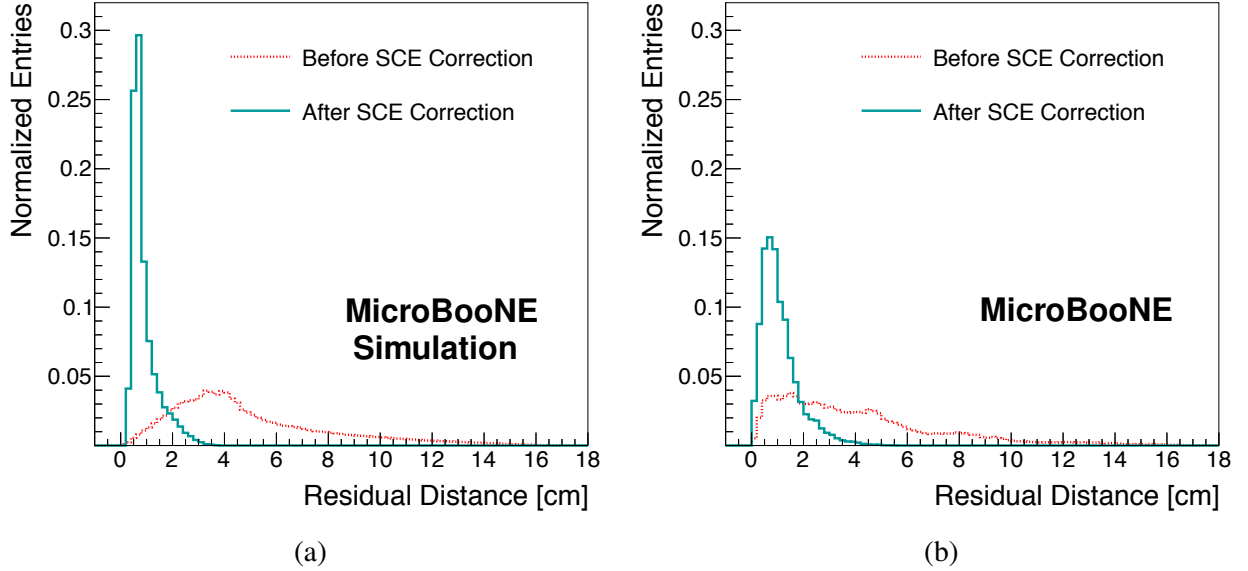 Normalized Entries
0.3
0.25
0.2
0.15
0.1
0.05
Before SCE Correction
After SCE Correction
MicroBooNE
Simulation
0 2 4 6 8 10 12 14 16 18
Residual Distance [cm]
(a)
Normalized Entries
0.3
0.25
0.2
0.15
0.1
0.05
Before SCE Correction
After SCE Correction
MicroBooNE
0 2 4 6 8 10 12 14 16 18
Residual Distance [cm]
(b)